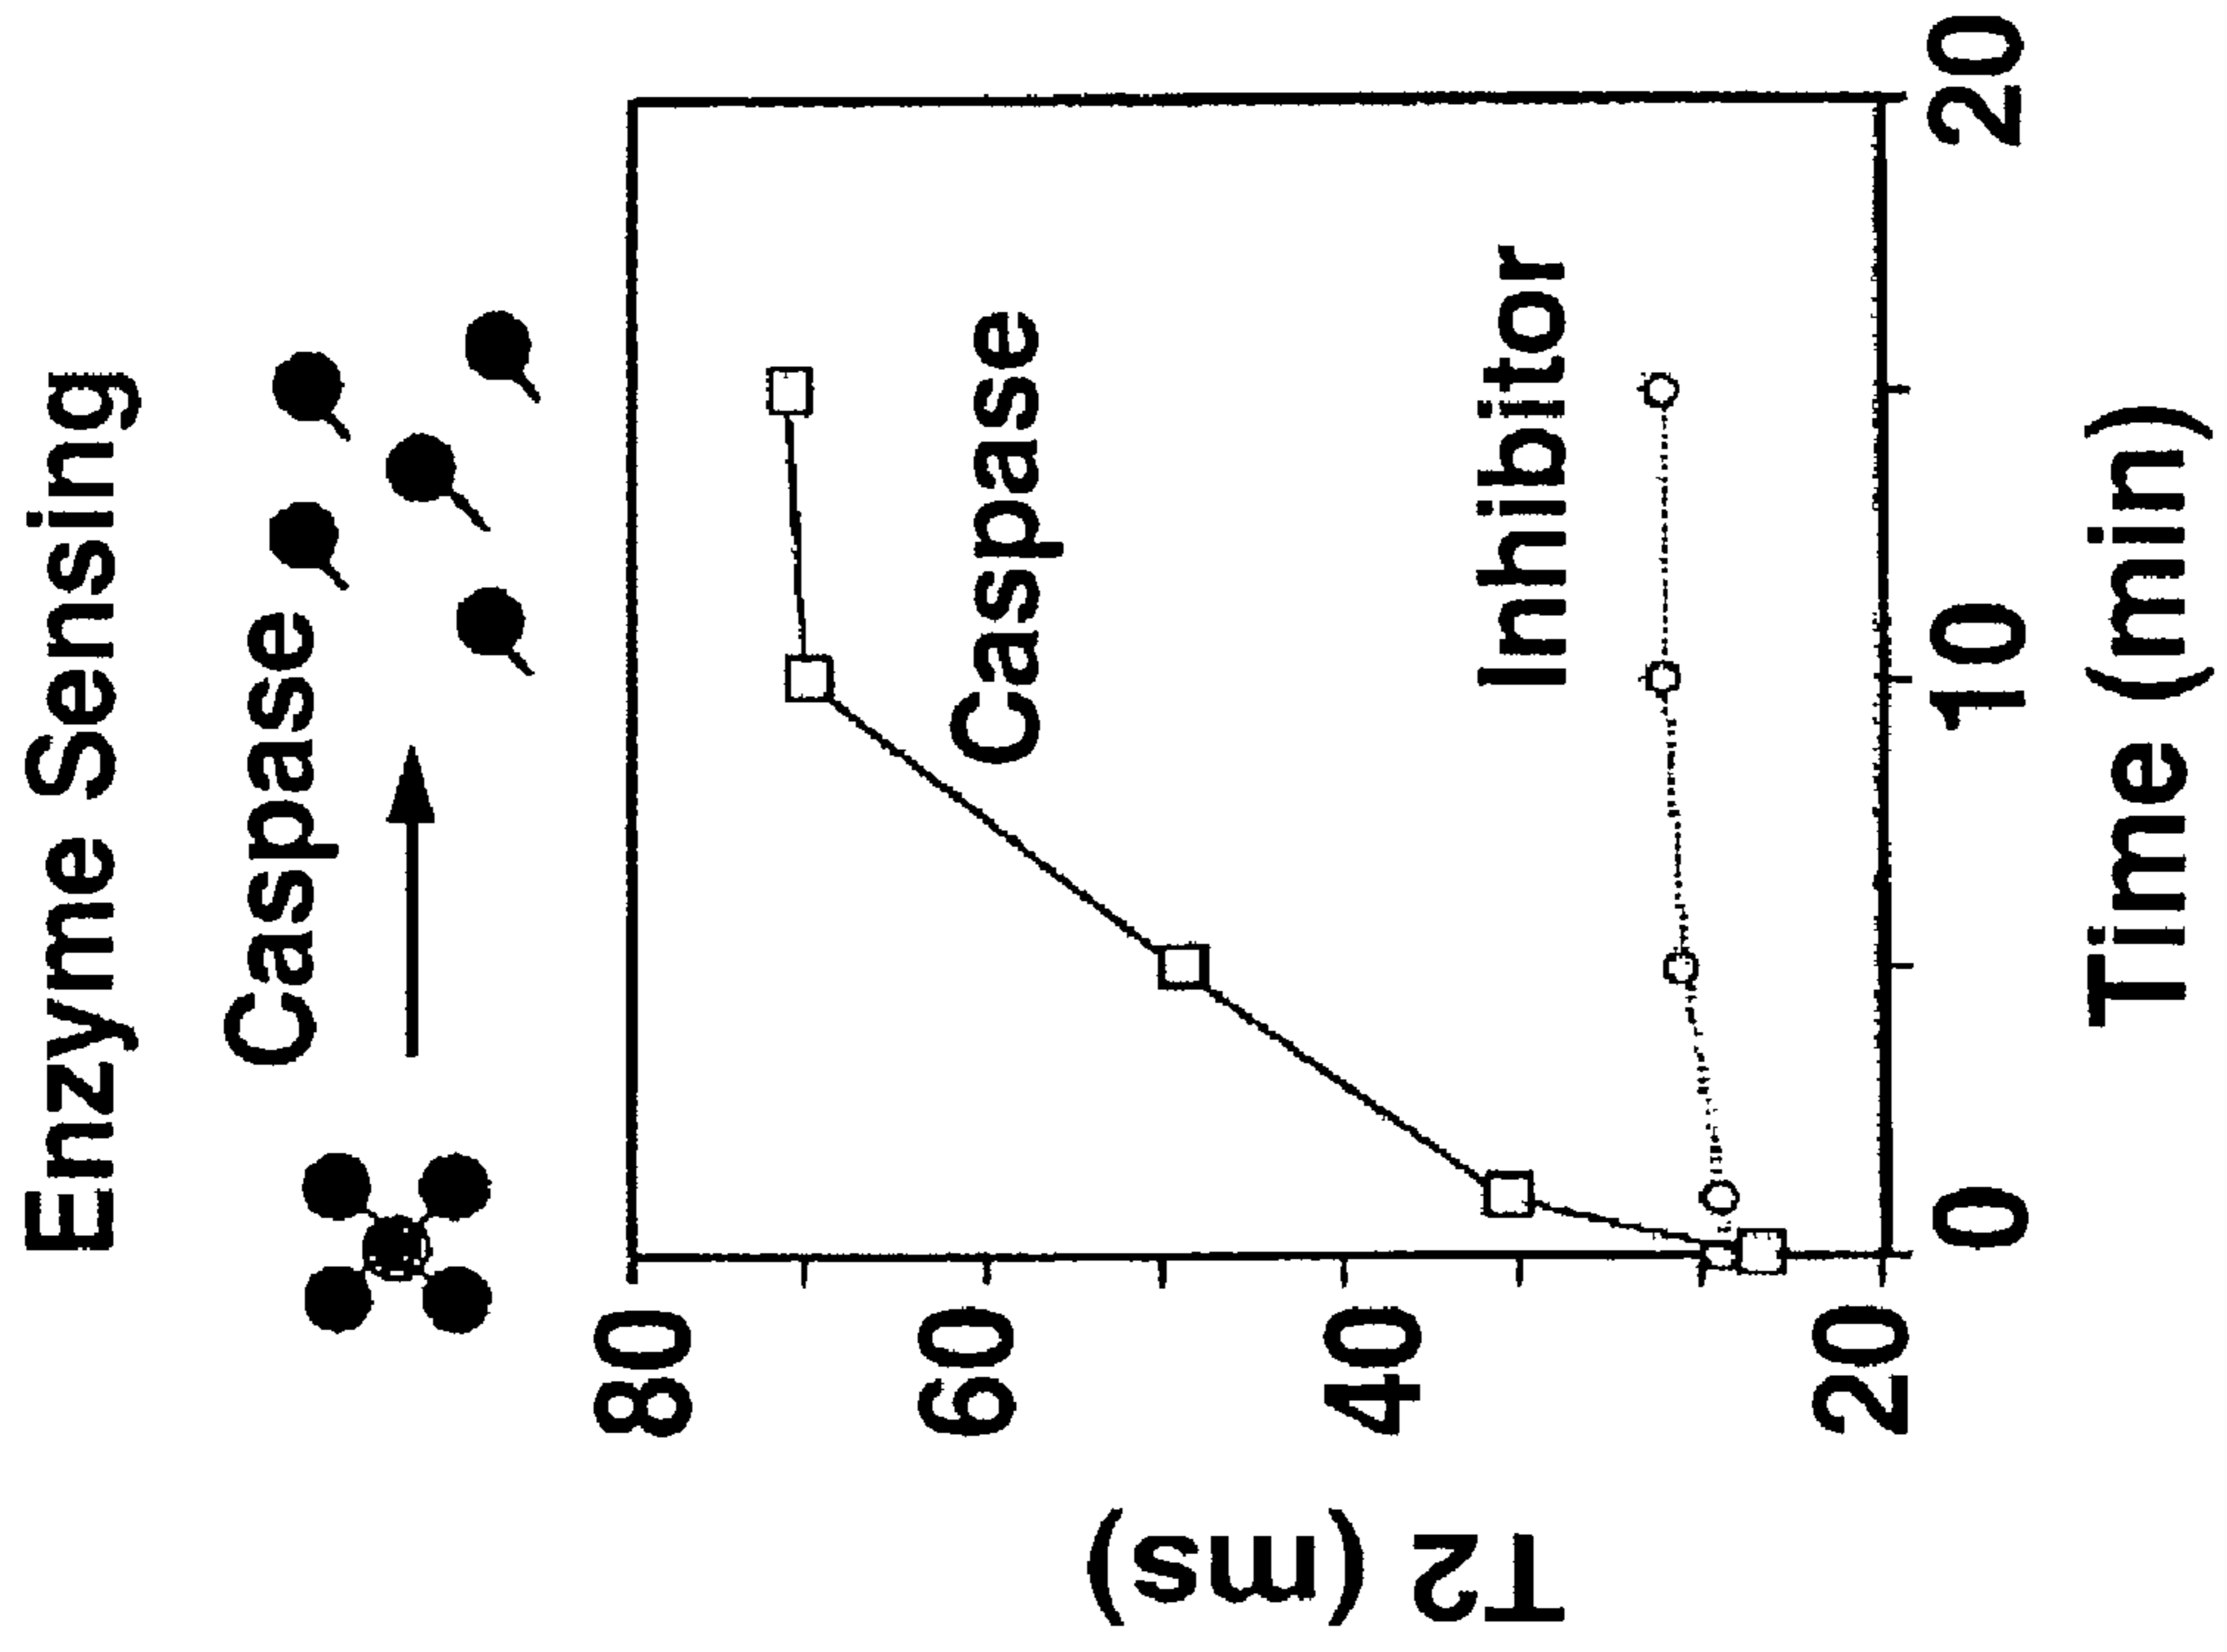 Enzyme Sensing
Caspase
80
60
40
20
T2 (ms)
Caspase
Inhibitor
0
10
20
Time (min)